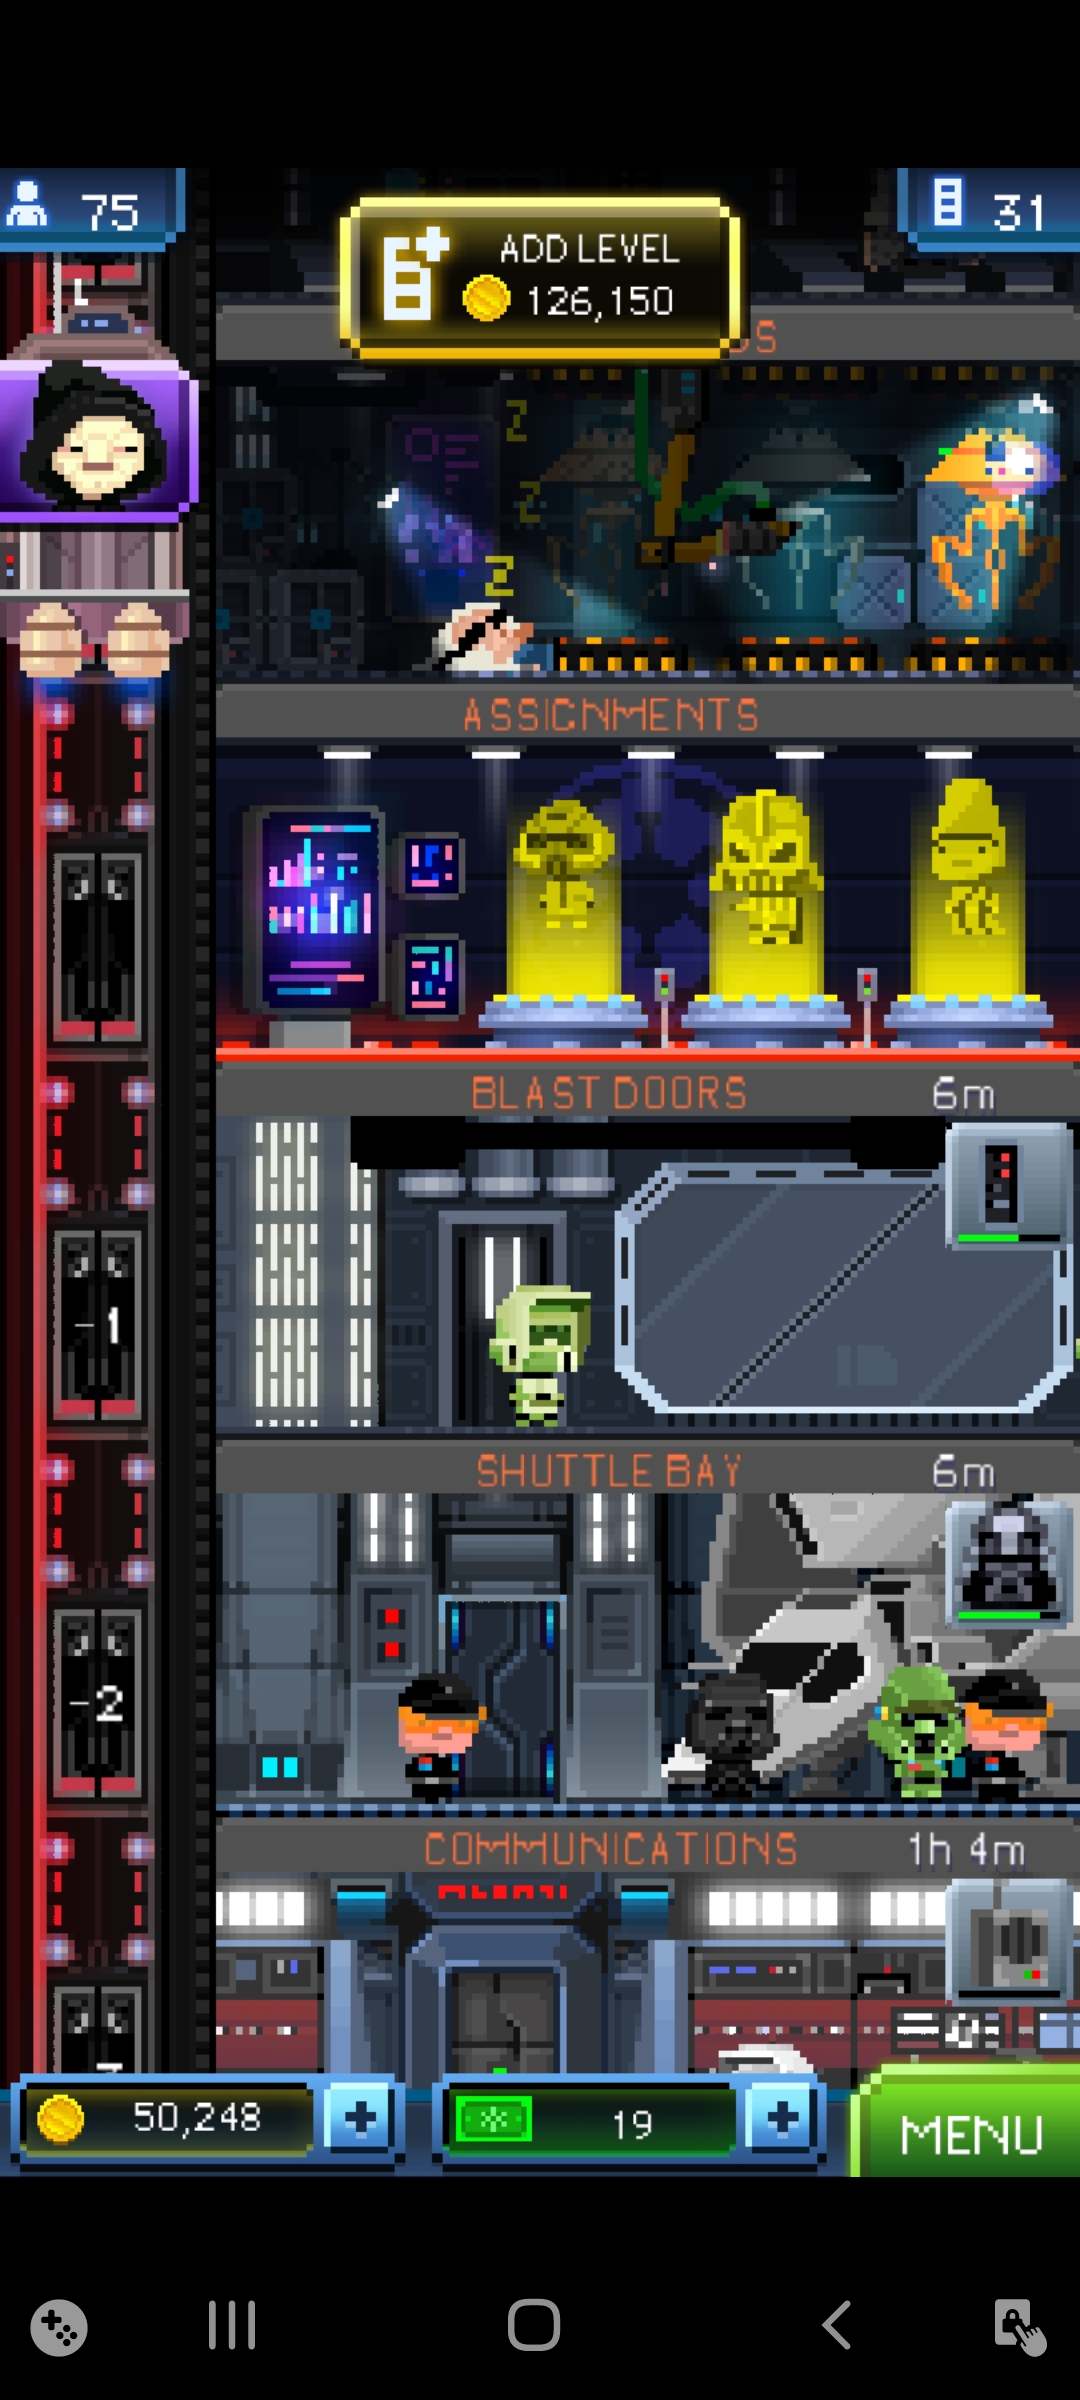 75
ADD LEVEL
126,150
31
DS
Z
Z
Z
ASSIGNMENTS
BLAST DOORS 6m
-1
SHUTTLE BAY 6m
-2
COMMUNICATIONS 1h 4m
50,248
19
MENU